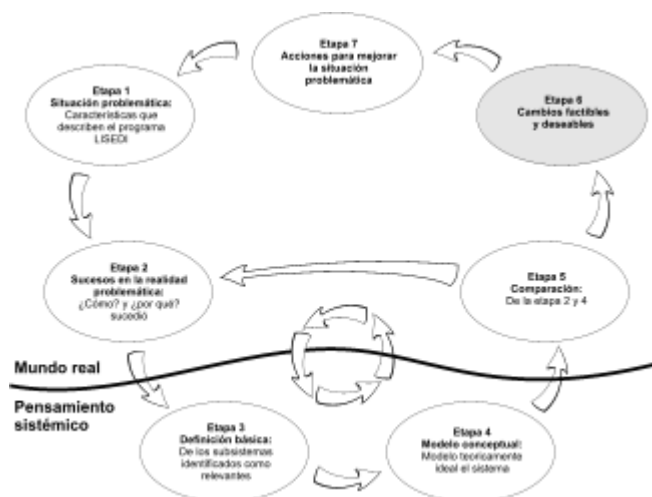 Etapa 7
Acciones para mejorar
la situación
problemática
Etapa 1
Situación problemática:
Características que
describen el programa
LISEDI
Etapa 6
Cambios factibles
y deseables
Etapa 2
Sucesos en la realidad
problemática:
¿Cómo? y ¿por qué?
sucedió
Etapa 5
Comparación:
De la etapa 2 y 4
Mundo real
Pensamiento
sistémico
Etapa 3
Definición básica:
De los subsistemas
identificados como
relevantes
Etapa 4
Modelo conceptual:
Modelo teoricamente
ideal el sistema